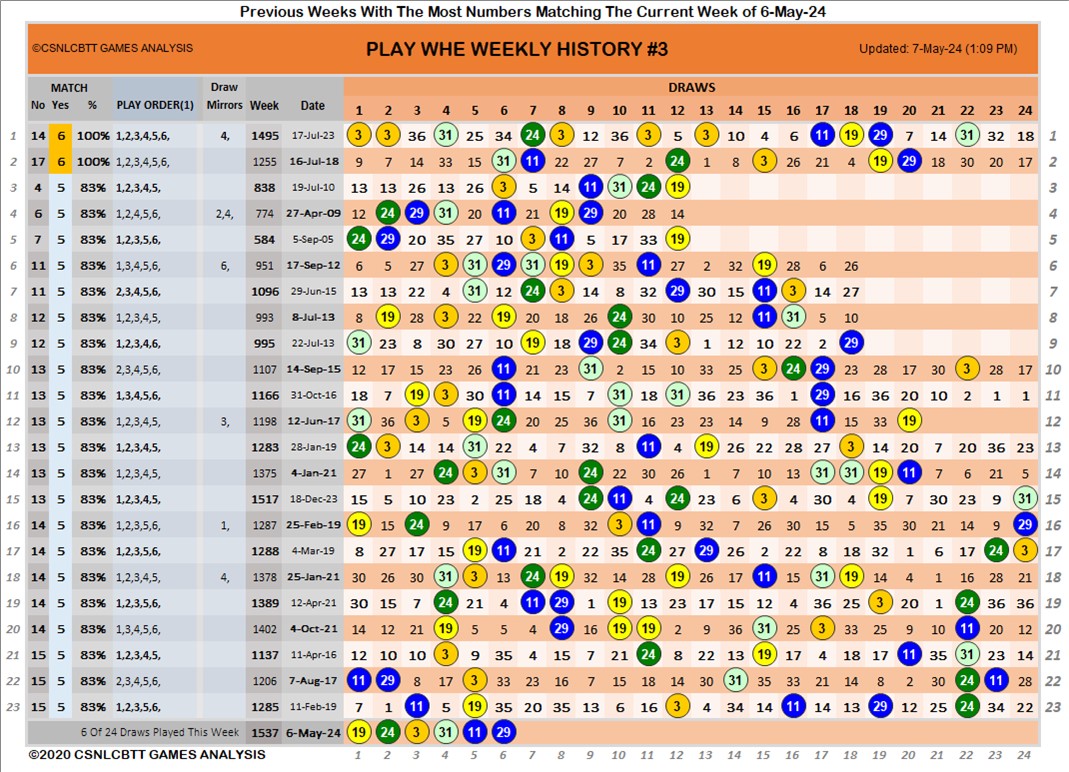 Previous Weeks With The Most Numbers Matching The Current Week of 6-May-24
©CSNLCBTT GAMES ANALYSIS PLAY WHE WEEKLY HISTORY #3 Updated: 7-May-24 (1:09 PM)
MATCH Draw DRAWS
No Yes % PLAY ORDER(1) Mirrors Week Date 1 2 3 4 5 6 7 8 9 10 11 12 13 14 15 16 17 18 19 20 21 22 23 24
1 14 6 100% 1,2,3,4,5,6, 4, 1495 17-Jul-23 3 3 36 31 25 34 24 3 12 36 3 5 3 10 4 6 11 19 29 7 14 31 32 18 1
2 17 6 100% 1,2,3,4,5,6, 1255 16-Jul-18 9 7 14 33 15 31 11 22 27 2 7 24 1 8 3 26 21 4 19 29 18 30 20 17 2
3 4 5 83% 1,2,3,4,5, 838 19-Jul-10 13 13 26 13 26 3 5 14 11 31 24 19 3
4 6 5 83% 1,2,4,5,6, 2,4, 774 27-Apr-09 12 24 29 31 20 11 21 19 29 20 28 14 4
5 7 5 83% 1,2,3,5,6, 584 5-Sep-05 24 29 20 35 27 10 3 11 5 17 33 19 5
6 11 5 83% 1,3,4,5,6, 6, 951 17-Sep-12 6 5 27 3 31 29 31 19 3 35 11 27 2 32 19 28 6 26 6
7 11 5 83% 2,3,4,5,6, 1096 29-Jun-15 13 13 22 4 31 12 24 3 14 8 32 29 30 15 11 3 14 27 7
8 12 5 83% 1,2,3,4,5, 993 8-Jul-13 8 19 28 3 22 19 20 18 26 24 30 10 25 12 11 31 5 10 8
9 12 5 83% 1,2,3,4,6, 995 22-Jul-13 31 23 8 30 27 10 19 18 29 24 34 3 1 12 10 22 2 29 9
10 13 5 83% 2,3,4,5,6, 1107 14-Sep-15 12 17 15 23 26 11 21 23 31 2 15 10 33 25 3 24 29 23 28 17 30 3 28 17 10
11 13 5 83% 1,3,4,5,6, 1166 31-Oct-16 18 7 19 3 30 11 14 15 7 31 18 31 36 23 36 1 29 16 36 20 10 2 1 1 11
12 13 5 83% 1,2,3,4,5, 3, 1198 12-Jun-17 31 36 3 5 19 24 20 25 36 31 16 23 23 14 9 28 11 15 33 19 12
13 13 5 83% 1,2,3,4,5, 1283 28-Jan-19 24 3 14 14 31 22 4 7 32 8 11 4 19 26 22 28 27 3 14 20 7 20 36 23 13
14 13 5 83% 1,2,3,4,5, 1375 4-Jan-21 27 1 27 24 3 31 7 10 24 22 30 26 1 7 10 13 31 31 19 11 7 6 21 5 14
15 13 5 83% 1,2,3,4,5, 1517 18-Dec-23 15 5 10 23 2 25 18 4 24 11 4 24 23 6 3 4 30 4 19 7 30 23 9 31 15
16 14 5 83% 1,2,3,5,6, 1, 1287 25-Feb-19 19 15 24 9 17 6 20 8 32 3 11 9 32 7 26 30 15 5 35 30 21 14 9 29 16
17 14 5 83% 1,2,3,5,6, 1288 4-Mar-19 8 27 17 15 19 11 21 2 22 35 24 27 29 26 2 22 8 18 32 1 6 17 24 3 17
18 14 5 83% 1,2,3,4,5, 4, 1378 25-Jan-21 30 26 30 31 3 13 24 19 32 14 28 19 26 17 11 15 31 19 14 4 1 16 28 21 18
19 14 5 83% 1,2,3,5,6, 1389 12-Apr-21 30 15 7 24 21 4 11 29 1 19 13 23 17 15 12 4 36 25 3 20 1 24 36 36 19
20 14 5 83% 1,3,4,5,6, 1402 4-Oct-21 14 12 21 19 5 5 4 29 16 19 19 2 9 36 31 25 3 33 25 9 10 11 20 12 20
21 15 5 83% 1,2,3,4,5, 1137 11-Apr-16 12 10 10 3 9 35 4 15 7 21 24 8 22 13 19 17 4 18 17 11 35 31 23 14 21
22 15 5 83% 2,3,4,5,6, 1206 7-Aug-17 11 29 8 17 3 33 23 22 7 15 18 14 30 31 35 33 21 14 8 2 30 24 11 28 22
23 15 5 83% 1,2,3,5,6, 1285 11-Feb-19 7 1 11 5 19 35 20 35 13 6 16 3 4 34 14 11 14 13 29 12 25 24 34 22 23
6 Of 24 Draws Played This Week 1537 6-May-24 19 24 3 31 11 29
©2020 CSNLCBTT GAMES ANALYSIS 1 2 3 4 5 6 7 8 9 10 11 12 13 14 15 16 17 18 19 20 21 22 23 24